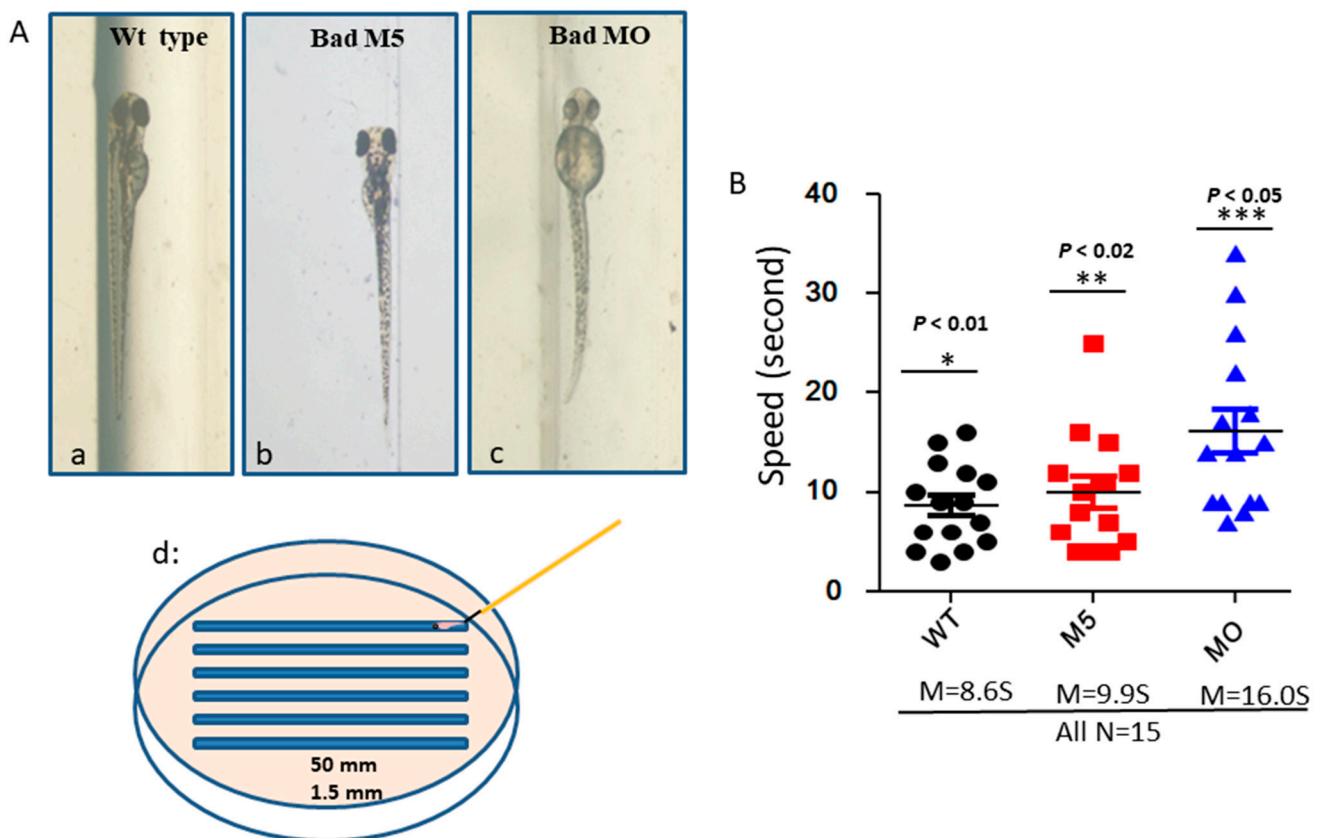 A
Wt type
Bad M5
Bad MO
a
b
c
d:
50 mm
1.5 mm
B
Speed (second)
40
30
20
10
0
P < 0.01
*
P < 0.02
**
P < 0.05
***
WT
M5
MO
M=8.6S
M=9.9S
M=16.0S
All N=15